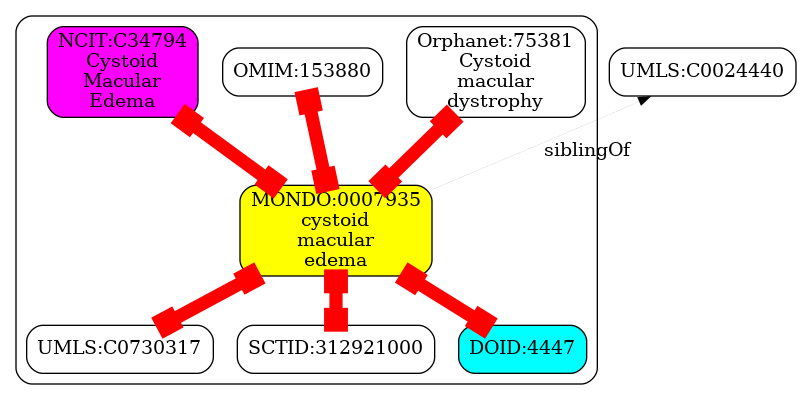 NCIT:C34794
Cystoid
Macular
Edema
OMIM:153880
Orphanet:75381
Cystoid
macular
dystrophy
UMLS:C0024440
siblingOf
MONDO:0007935
cystoid
macular
edema
UMLS:C0730317
SCTID:312921000
DOID:4447